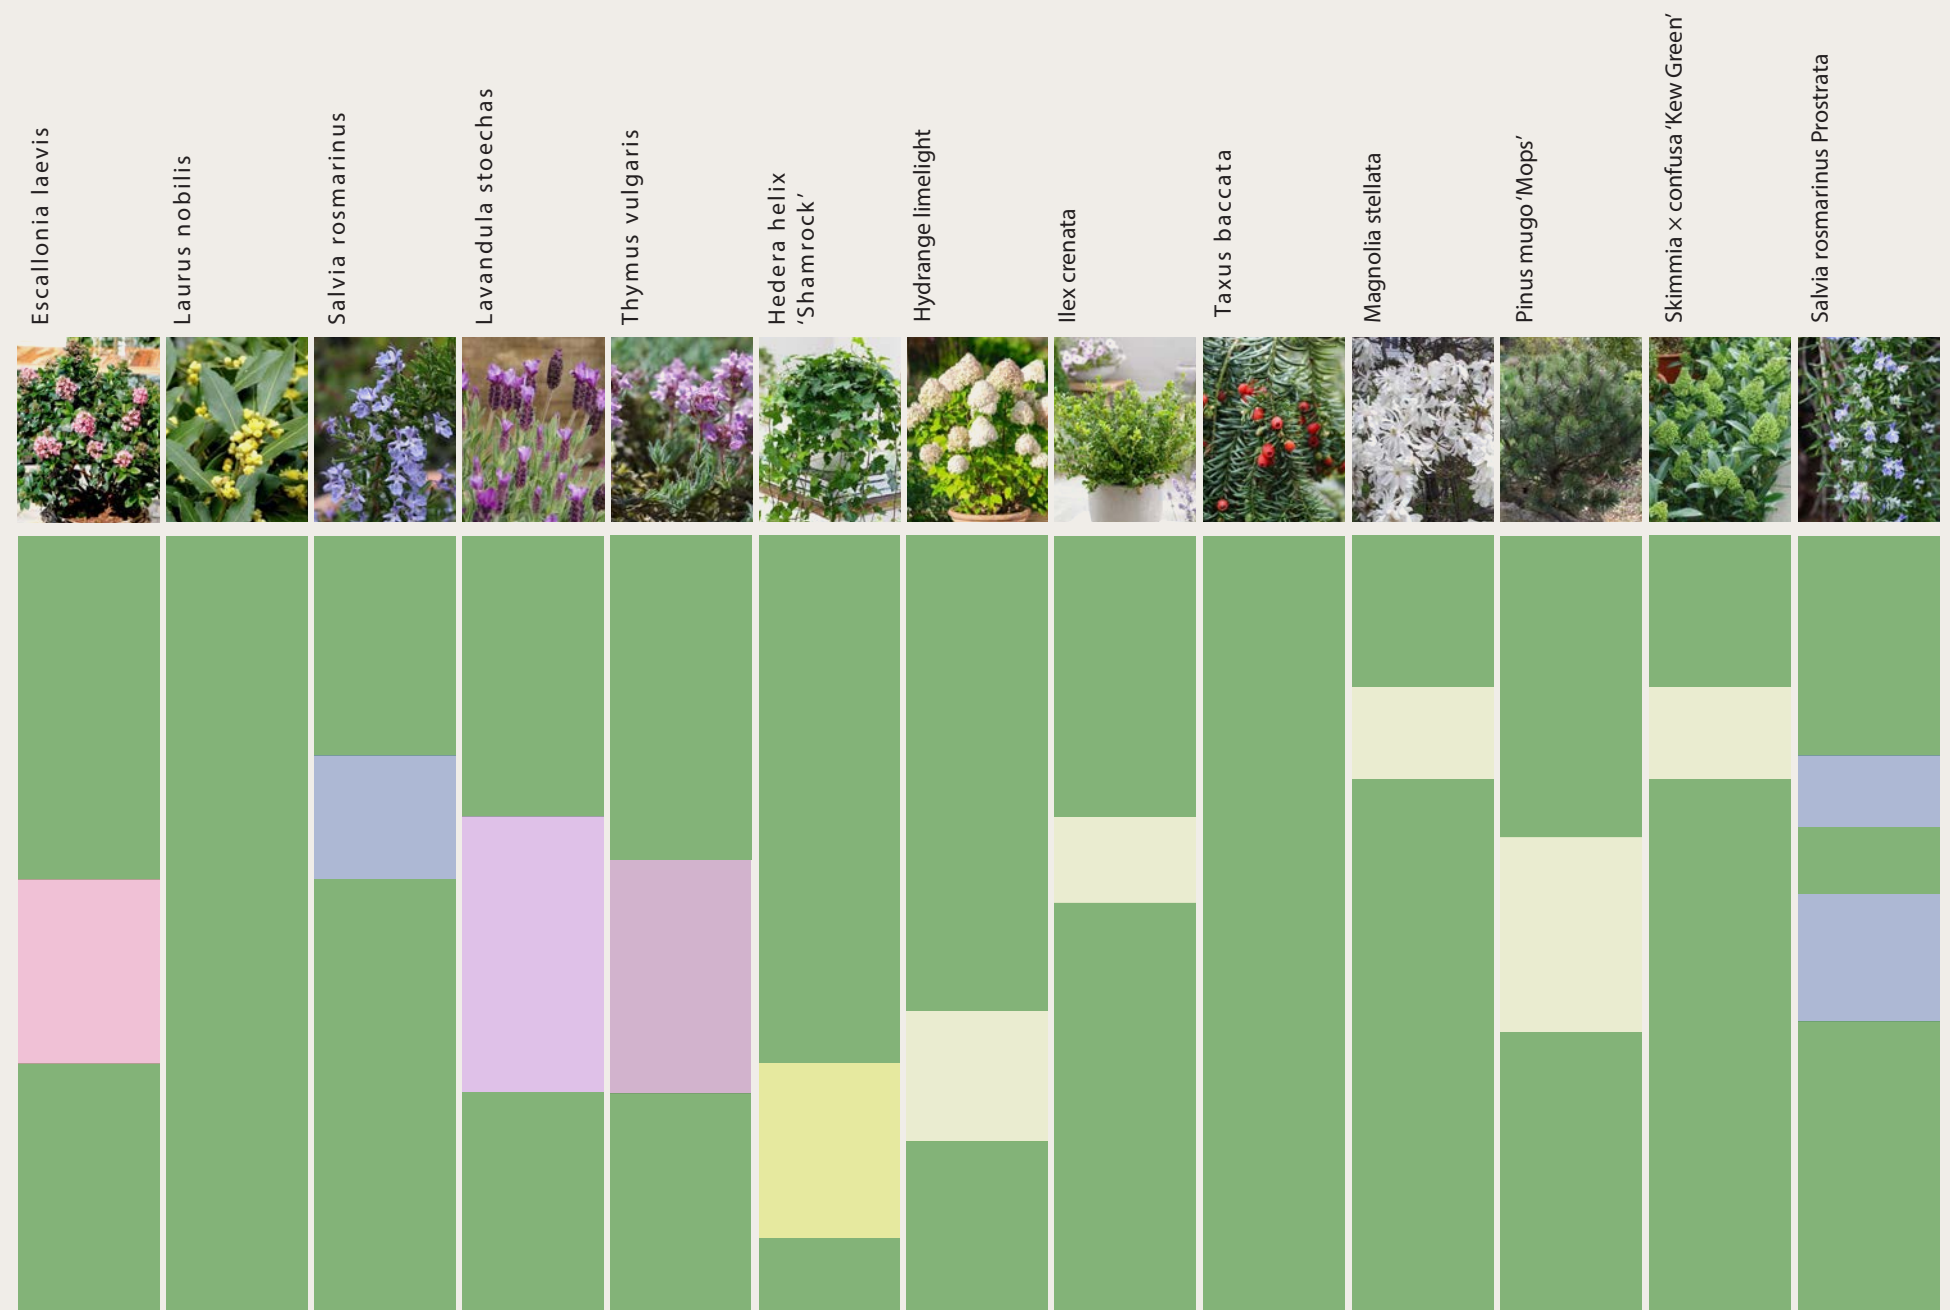 Escallonia laevis
Laurus nobilis
Salvia rosmarinus
Lavandula stoechas
Thymus vulgaris
Hedera helix
‘Shamrock’
Hydrange limelight
Ilex crenata
Taxus baccata
Magnolia stellata
Pinus mugo ‘Mops’
Skimmia × confusa ‘Kew Green’
Salvia rosmarinus Prostrata